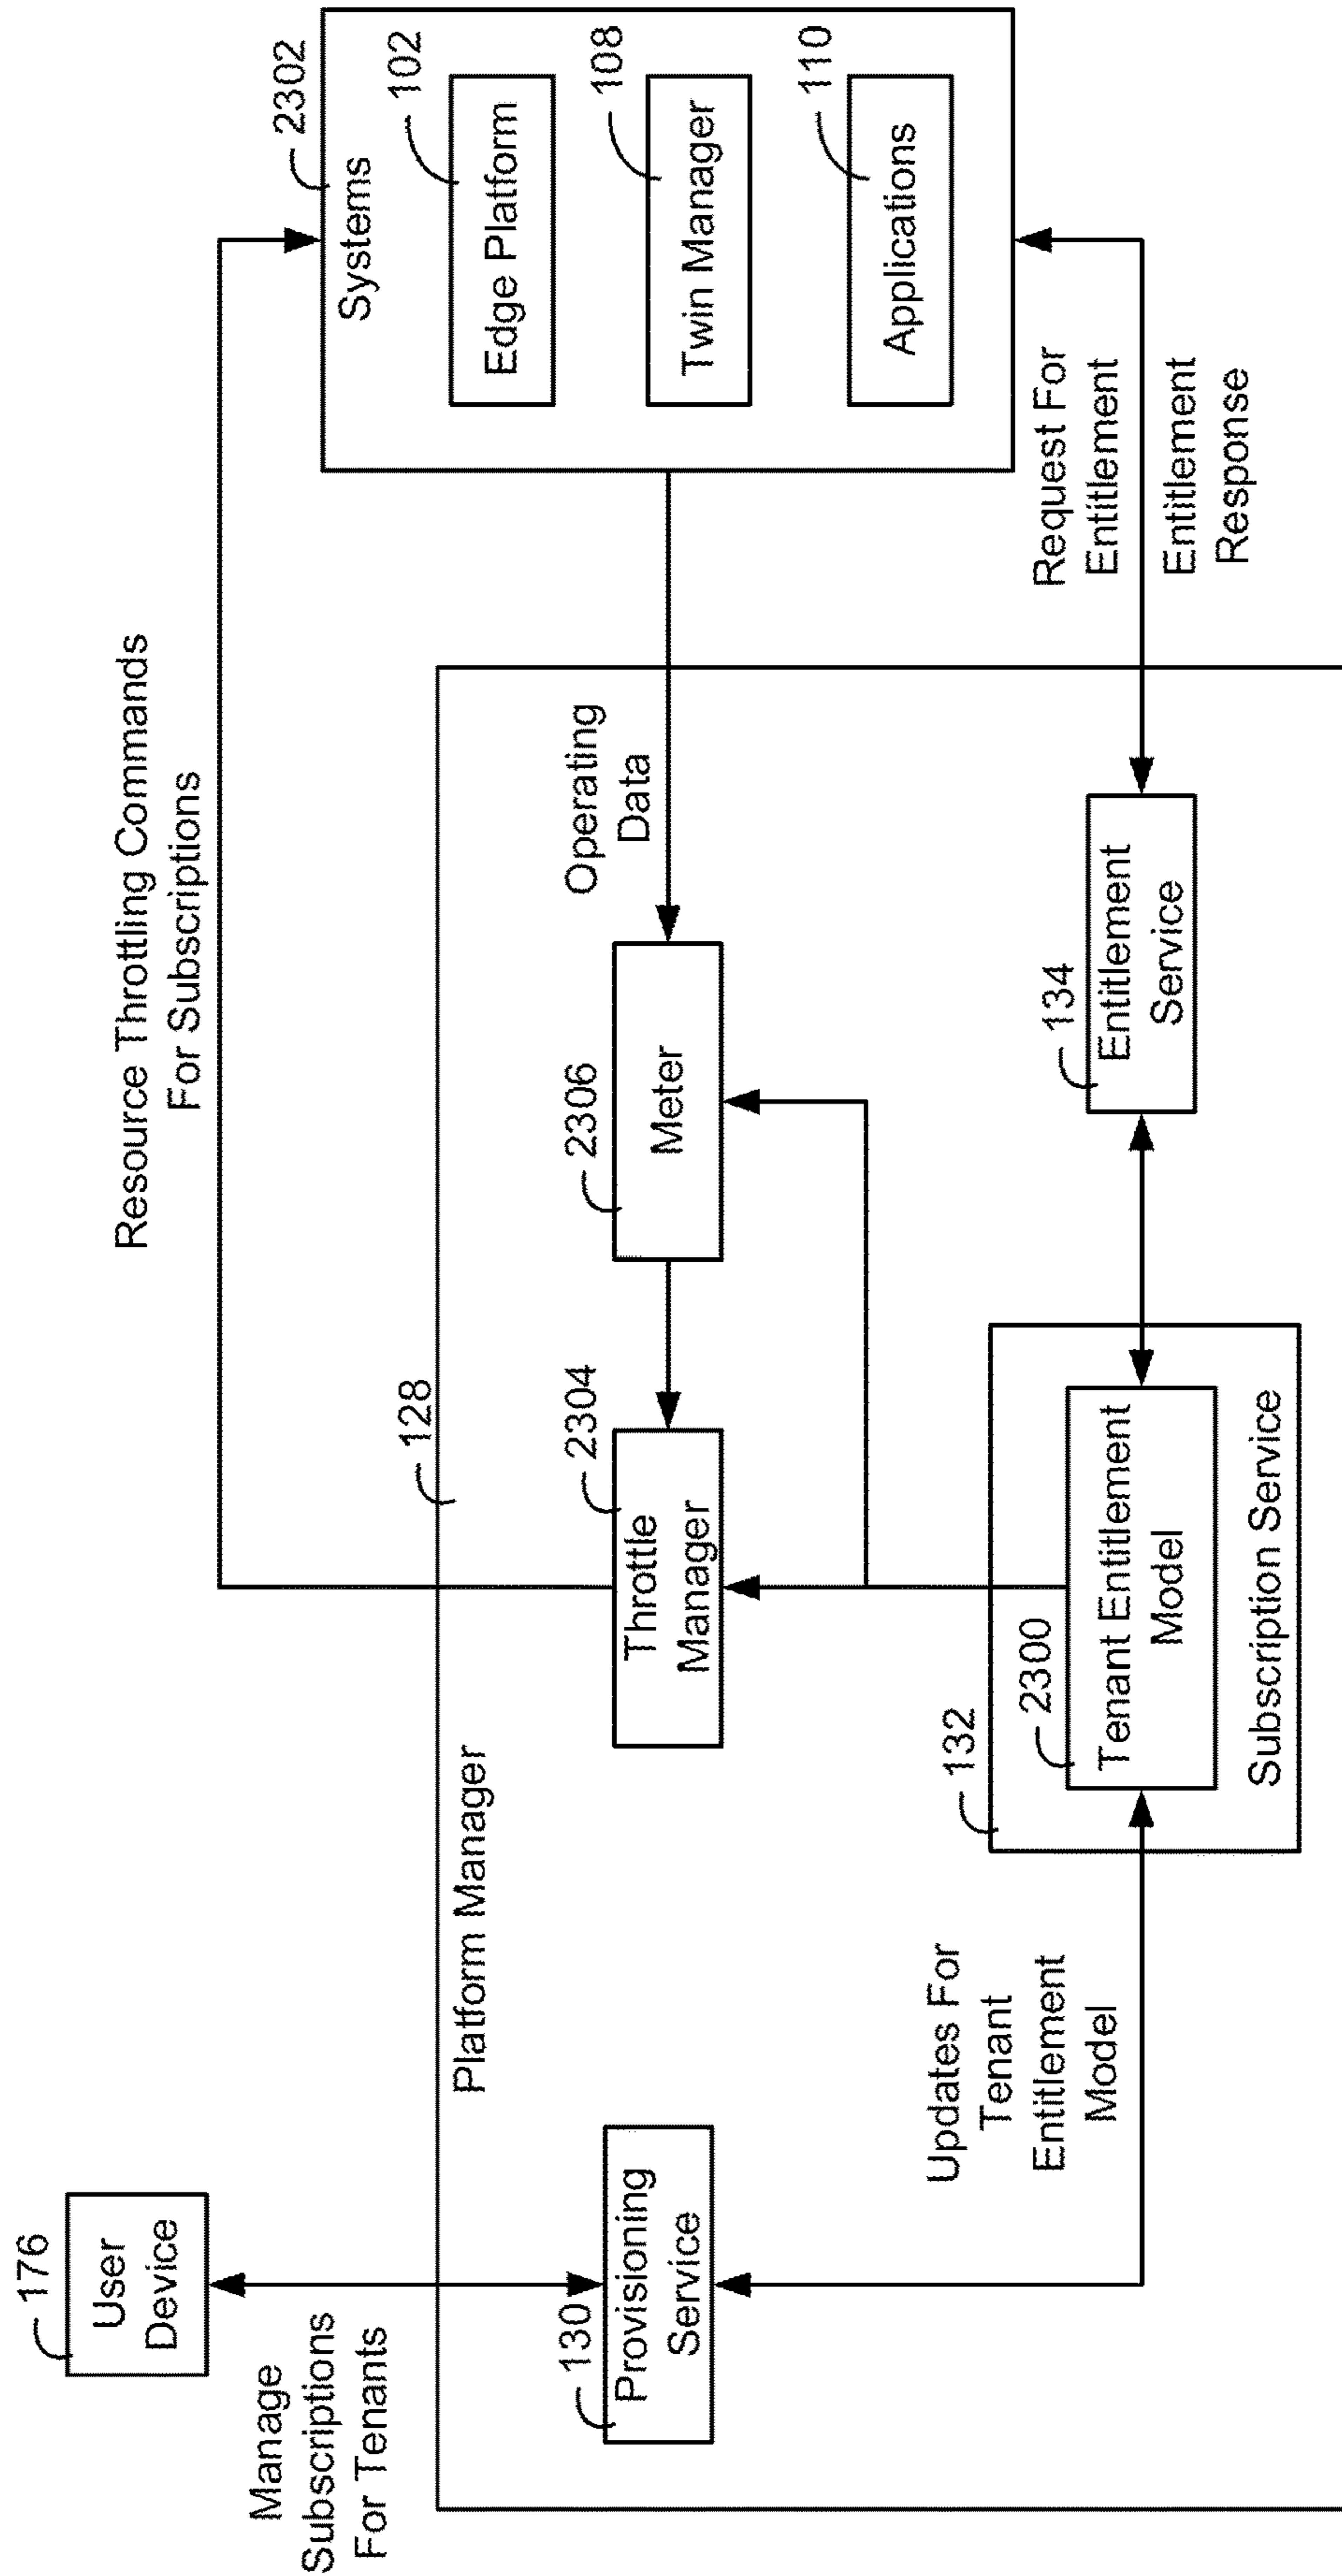 176
User
Device
Manage
Subscriptions
For Tenants
Resource Throttling Commands
For Subscriptions
2302
Systems
102
Edge Platform
108
Twin Manager
110
Applications
128
Platform Manager
130
Provisioning
Service
2304
Throttle
Manager
2306
Meter
Operating
Data
Updates For
Tenant
Entitlement
Model
132
2300
Tenant Entitlement
Model
Subscription Service
134
Entitlement
Service
Request For
Entitlement
Entitlement
Response